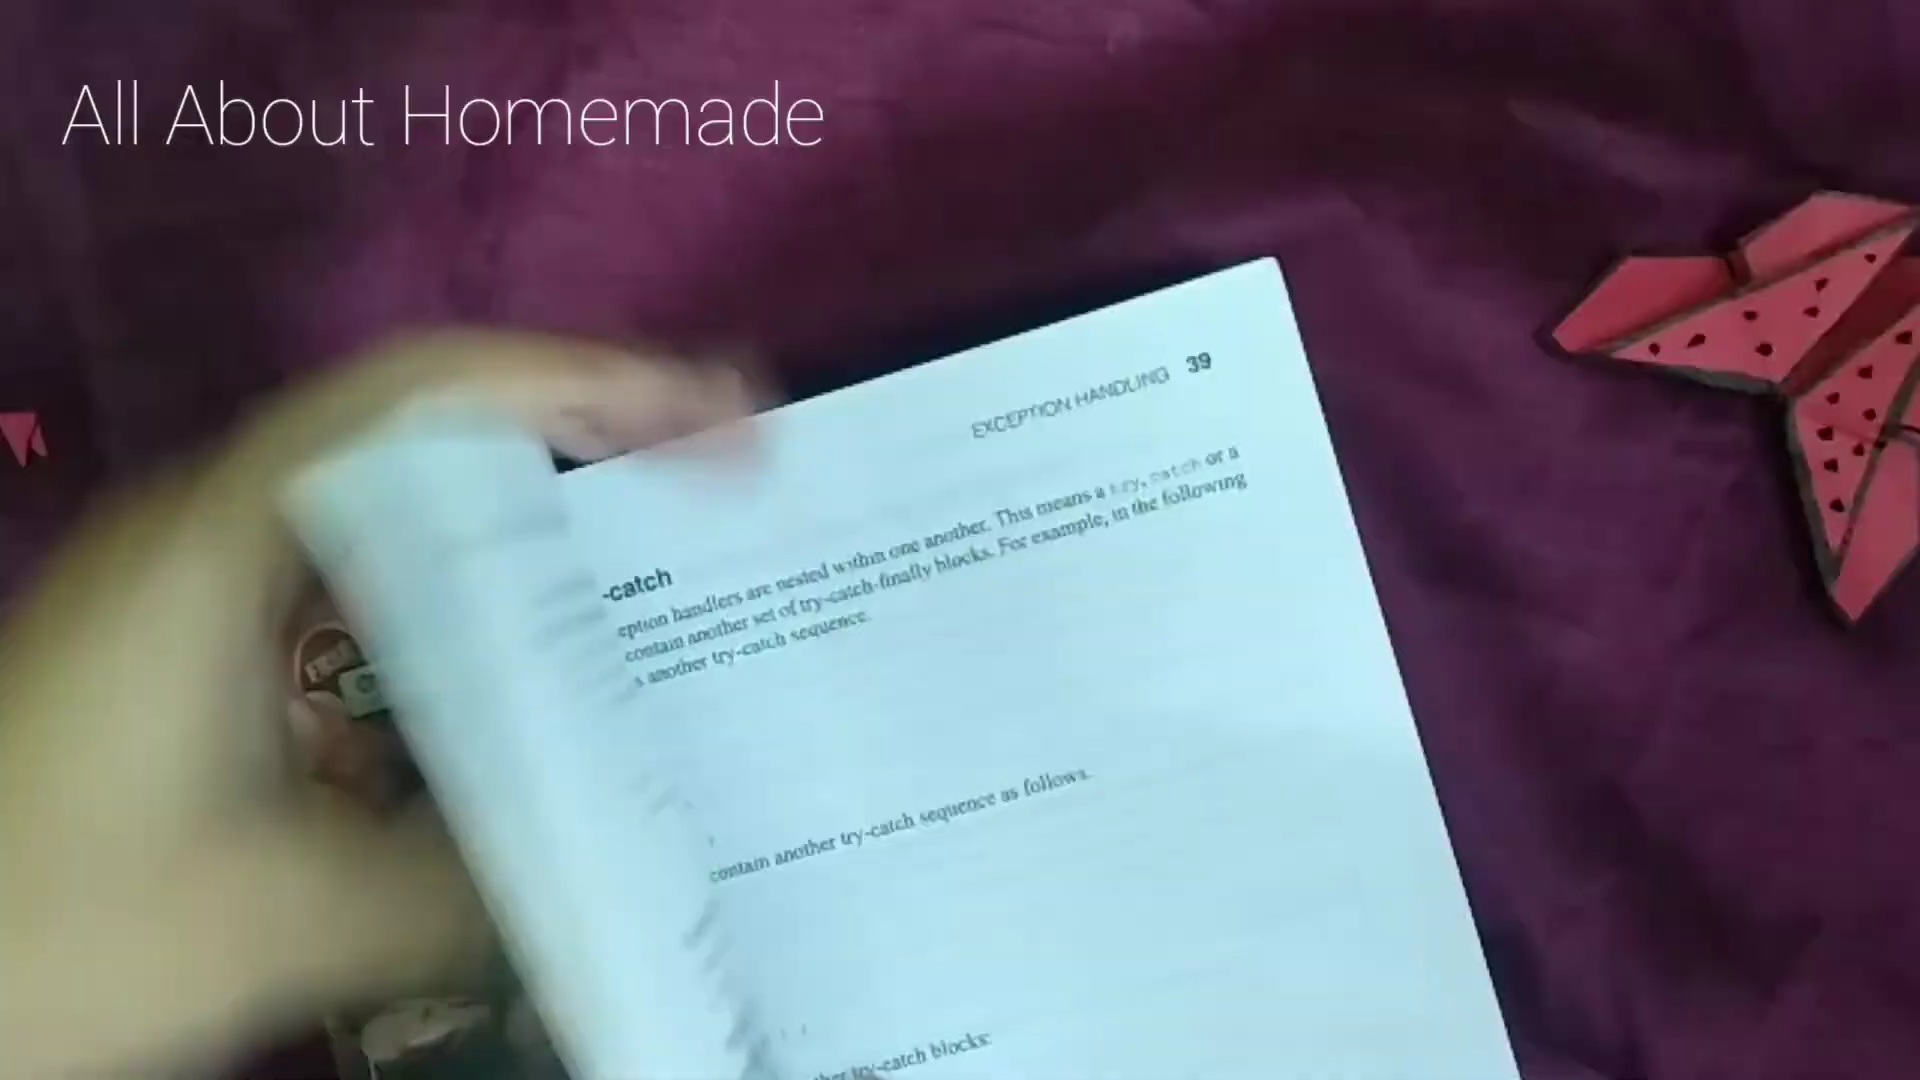 All About Homemade
EXCEPTION HANDLING 39
-catch
eption handlers are nested within one another. This means a try, catch or a
contain another set of try-catch-finally blocks. For example, in the following
s another try-catch sequence.
contain another try-catch sequence as follows.
ther try-catch blocks: